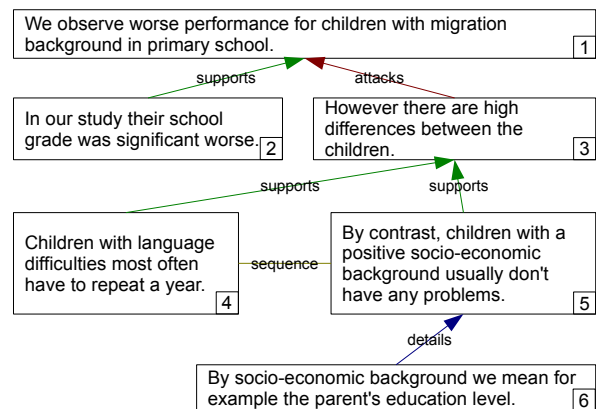 We observe worse performance for children with migration
background in primary school.
1
supports
attacks
In our study their school
grade was significant worse.
2
However there are high
differences between the
children.
3
supports
supports
Children with language
difficulties most often
have to repeat a year.
4
sequence
By contrast, children with a
positive socio-economic
background usually don't
have any problems.
5
details
By socio-economic background we mean for
example the parent's education level.
6